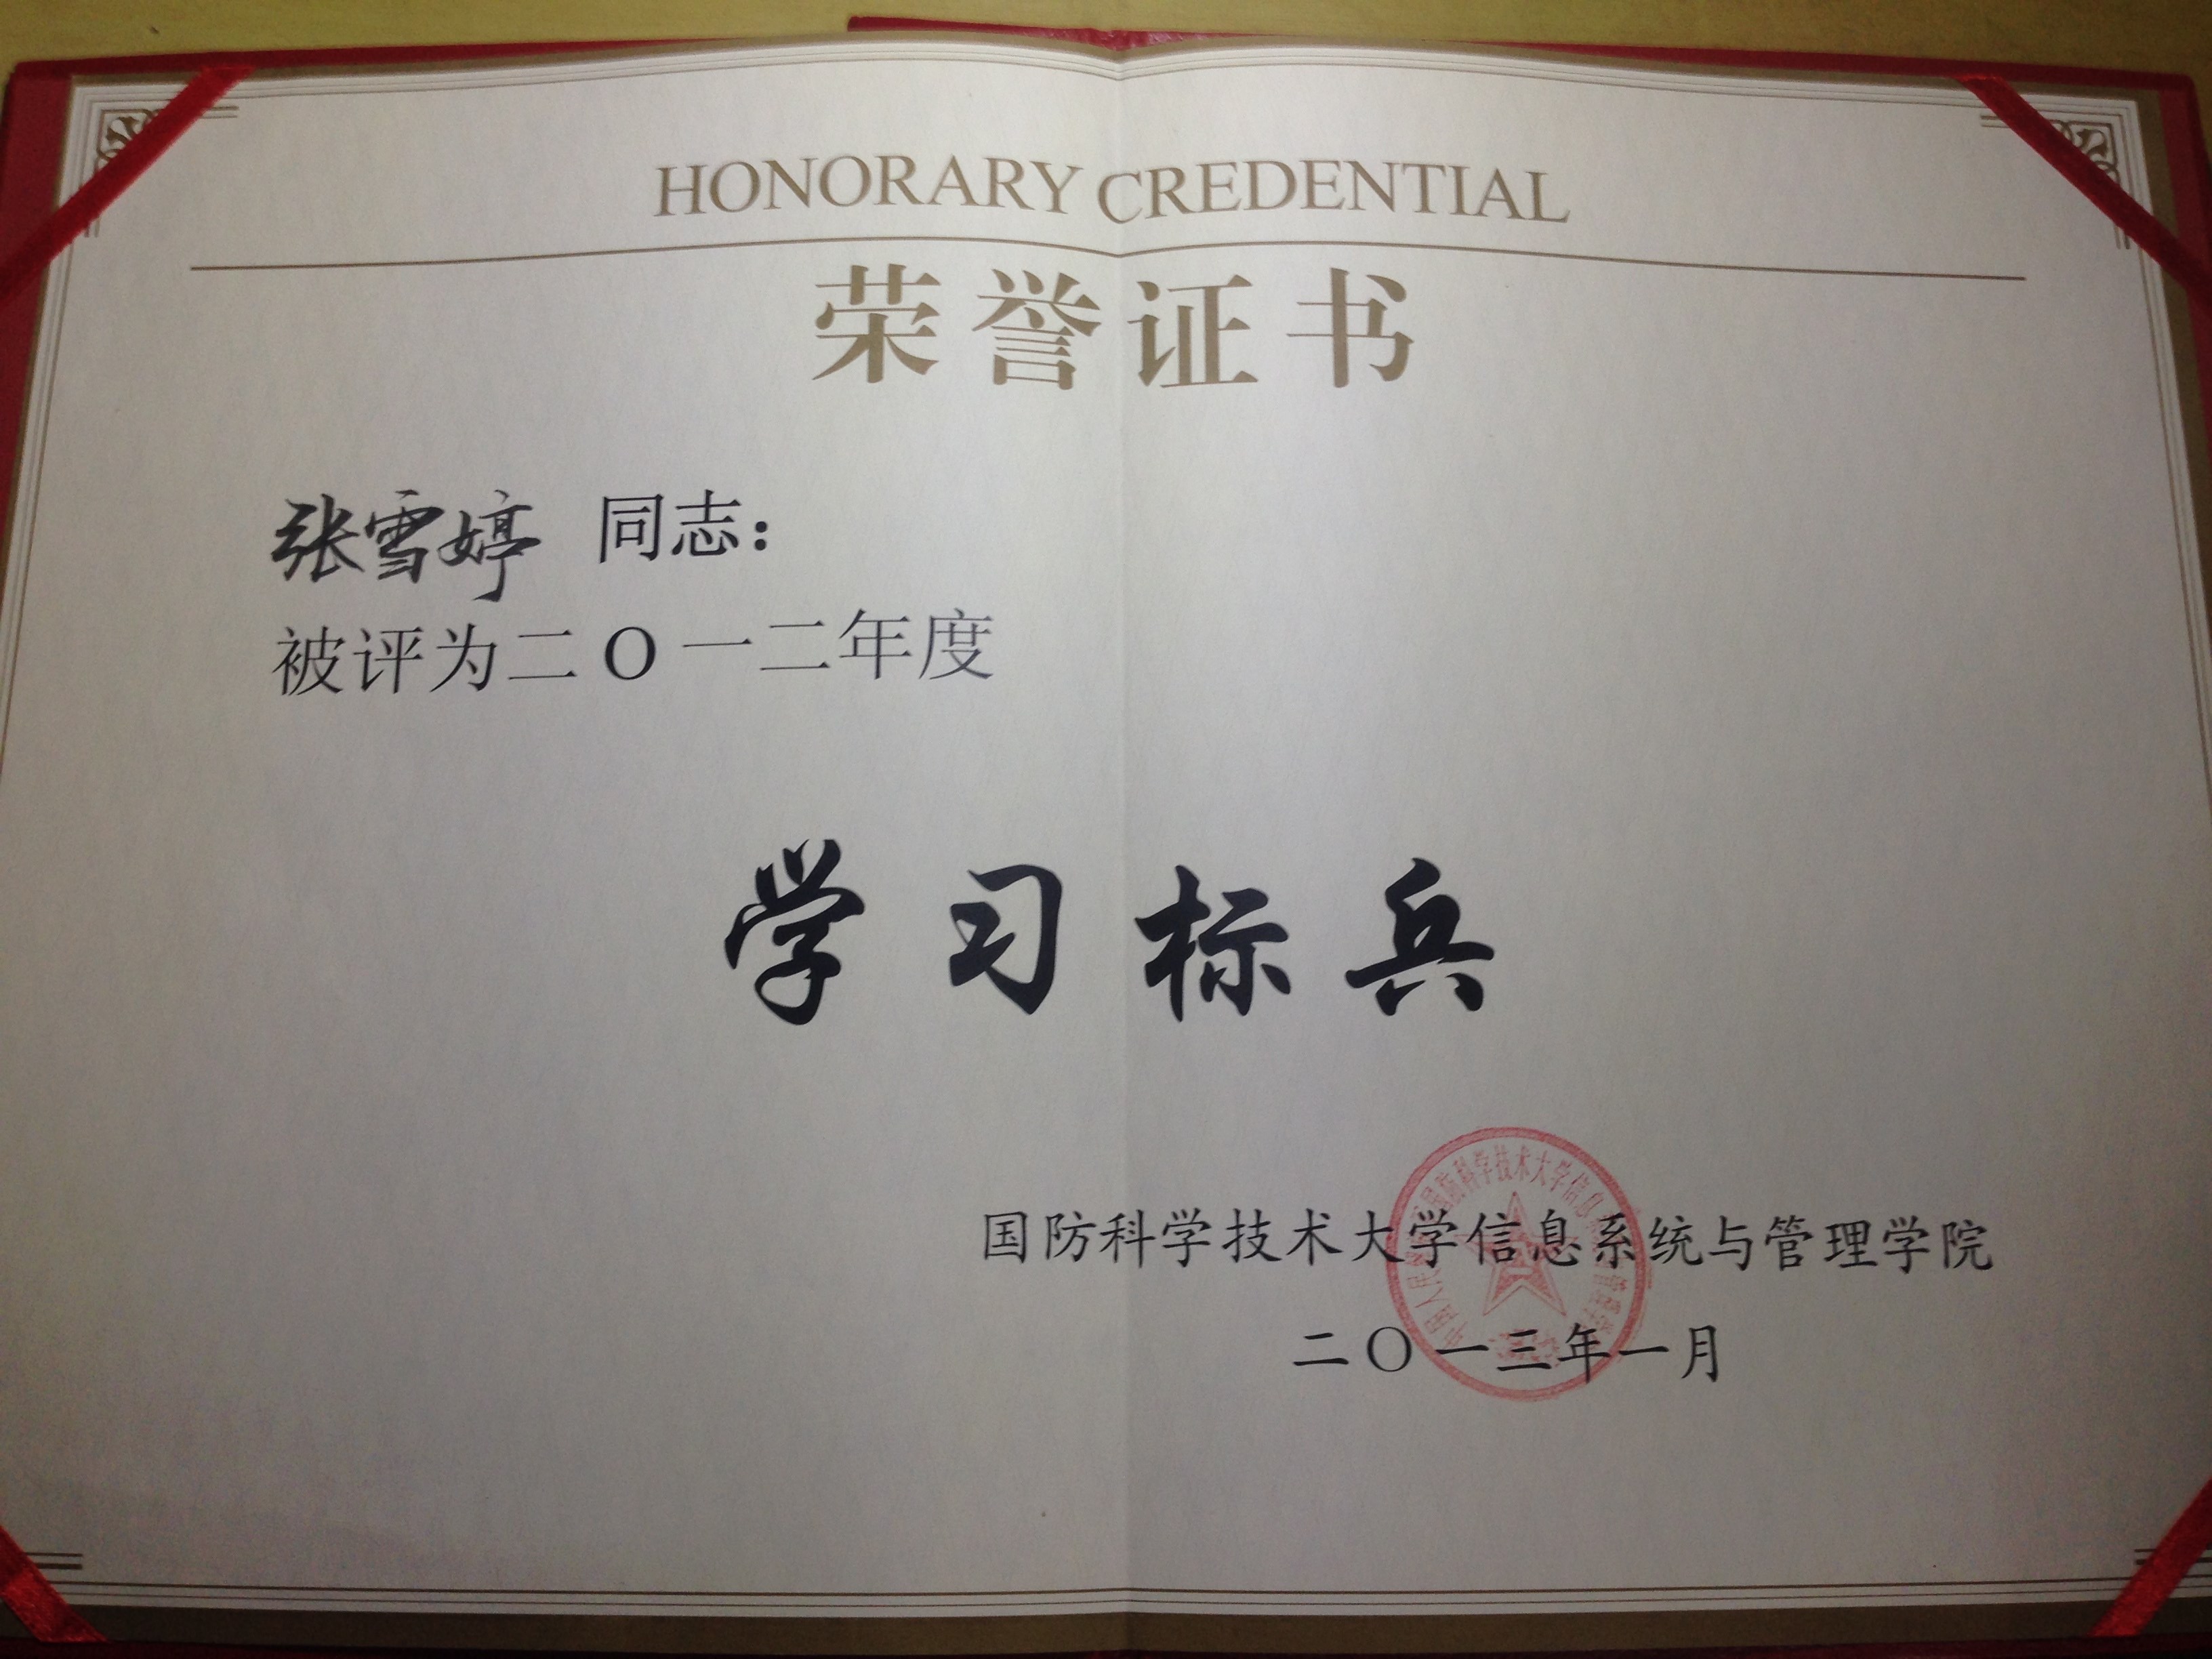 HONORARY CREDENTIAL
荣誉证书
张雪婷 同志：
被评为二O一二年度
学习标兵
国防科学技术大学信息系统与管理学院
二〇一三年一月
国防科学技术大学信息